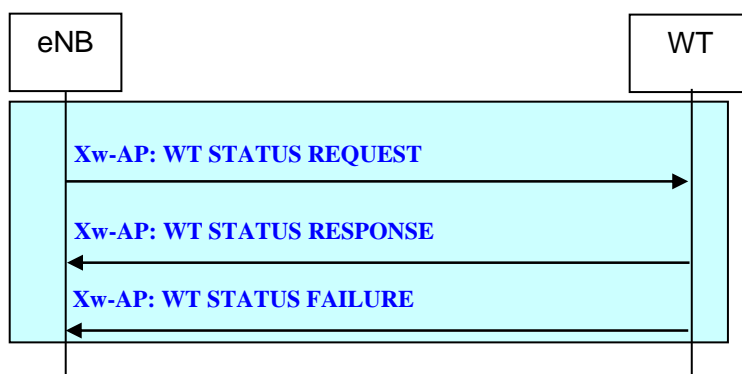 eNB
WT
Xw-AP: WT STATUS REQUEST
Xw-AP: WT STATUS RESPONSE
Xw-AP: WT STATUS FAILURE